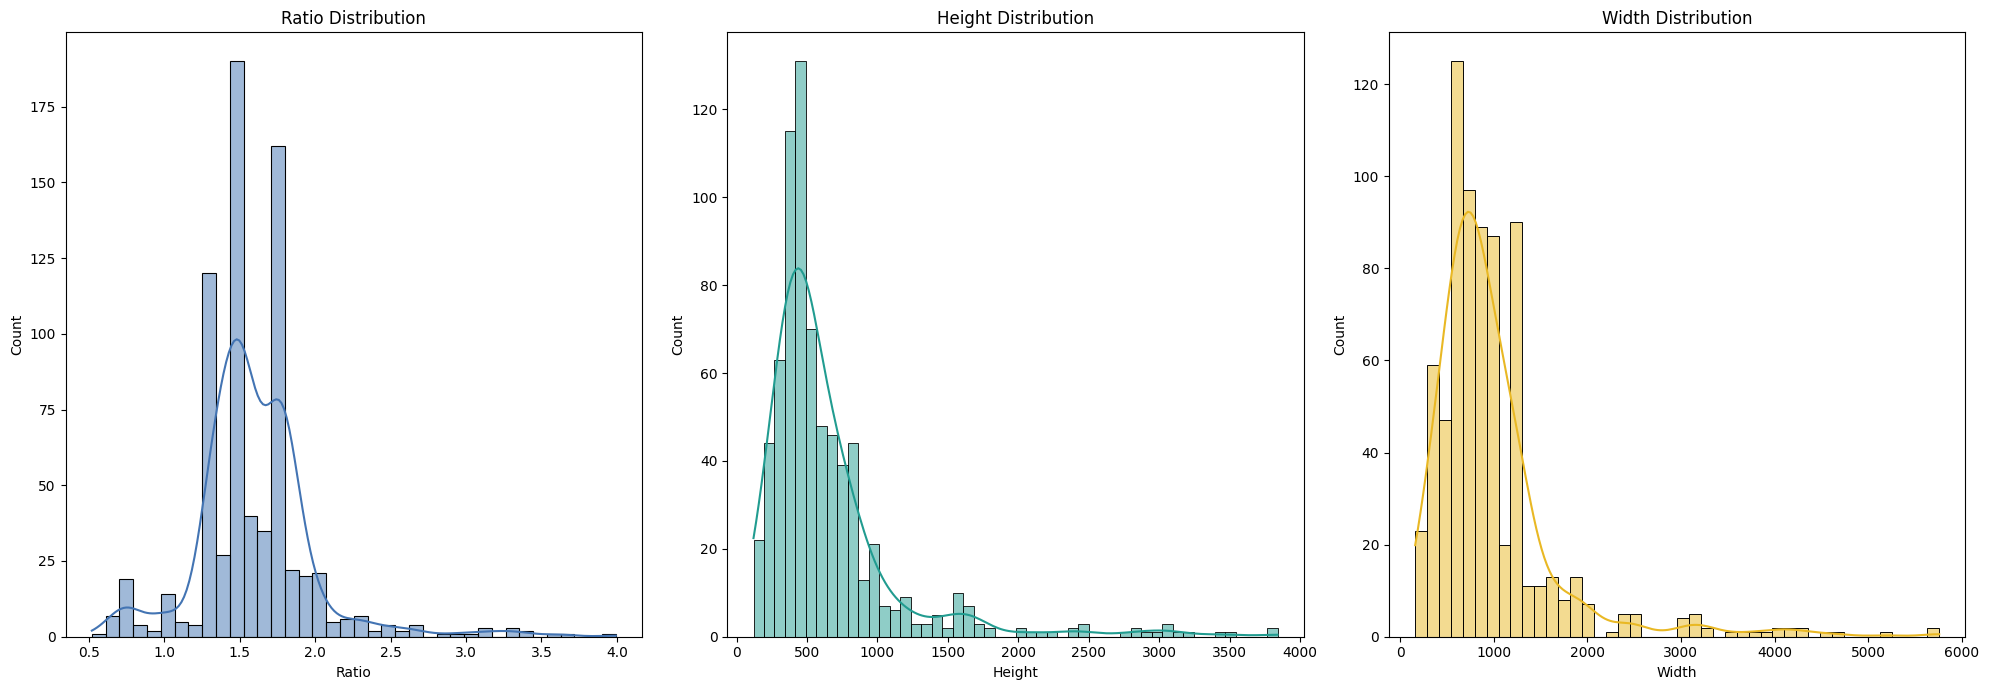 Ratio Distribution
175
150
125
100
75
50
25
0
Count
0.5 1.0 1.5 2.0 2.5 3.0 3.5 4.0
Ratio
Height Distribution
120
100
80
60
40
20
0
Count
0 500 1000 1500 2000 2500 3000 3500 4000
Height
Width Distribution
120
100
80
60
40
20
0
Count
0 1000 2000 3000 4000 5000 6000
Width